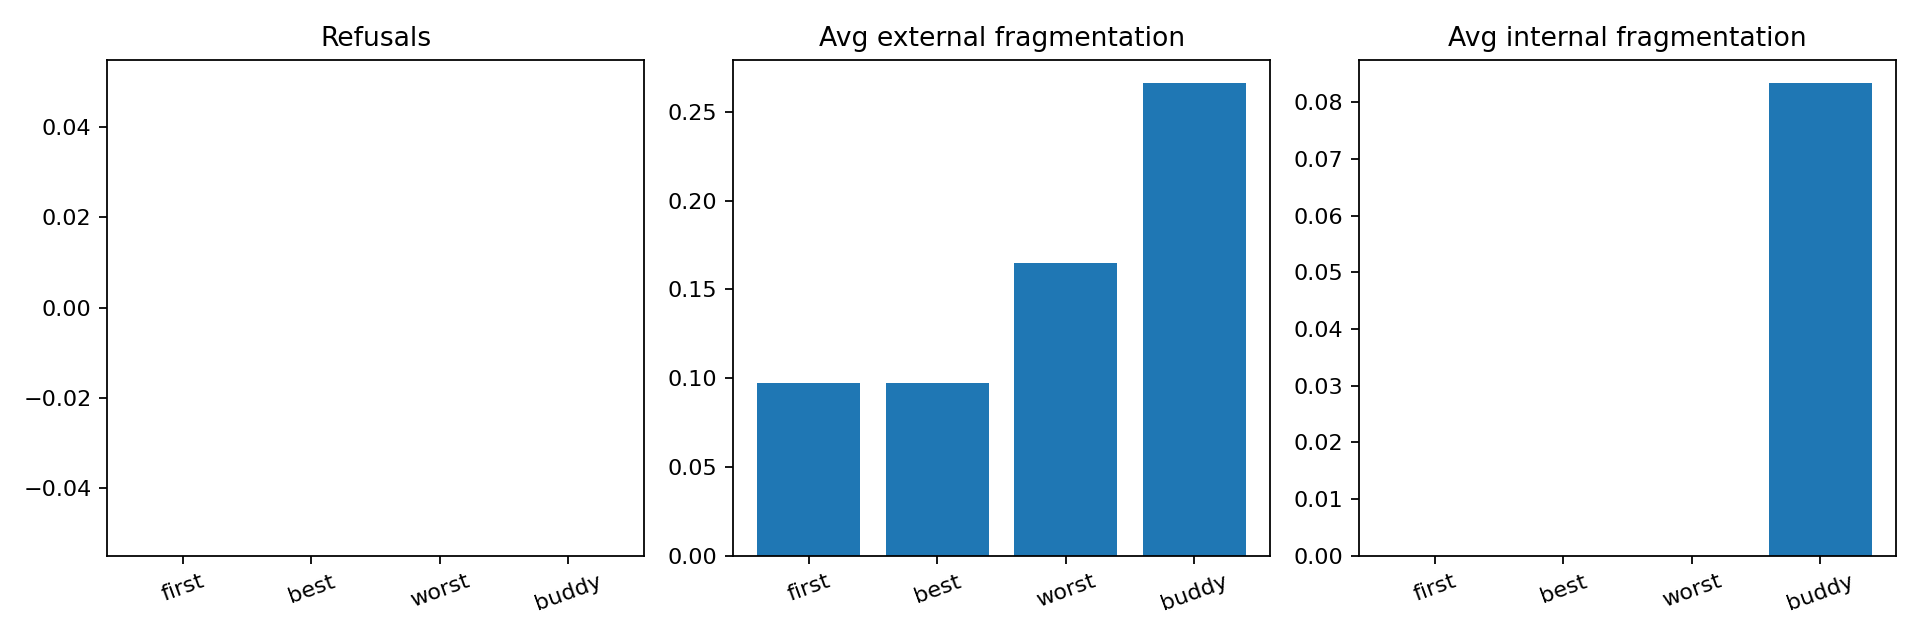 Refusals
0.04
0.02
0.00
−0.02
−0.04
first
best
worst
buddy
Avg external fragmentation
0.25
0.20
0.15
0.10
0.05
0.00
first
best
worst
buddy
Avg internal fragmentation
0.08
0.07
0.06
0.05
0.04
0.03
0.02
0.01
0.00
first
best
worst
buddy